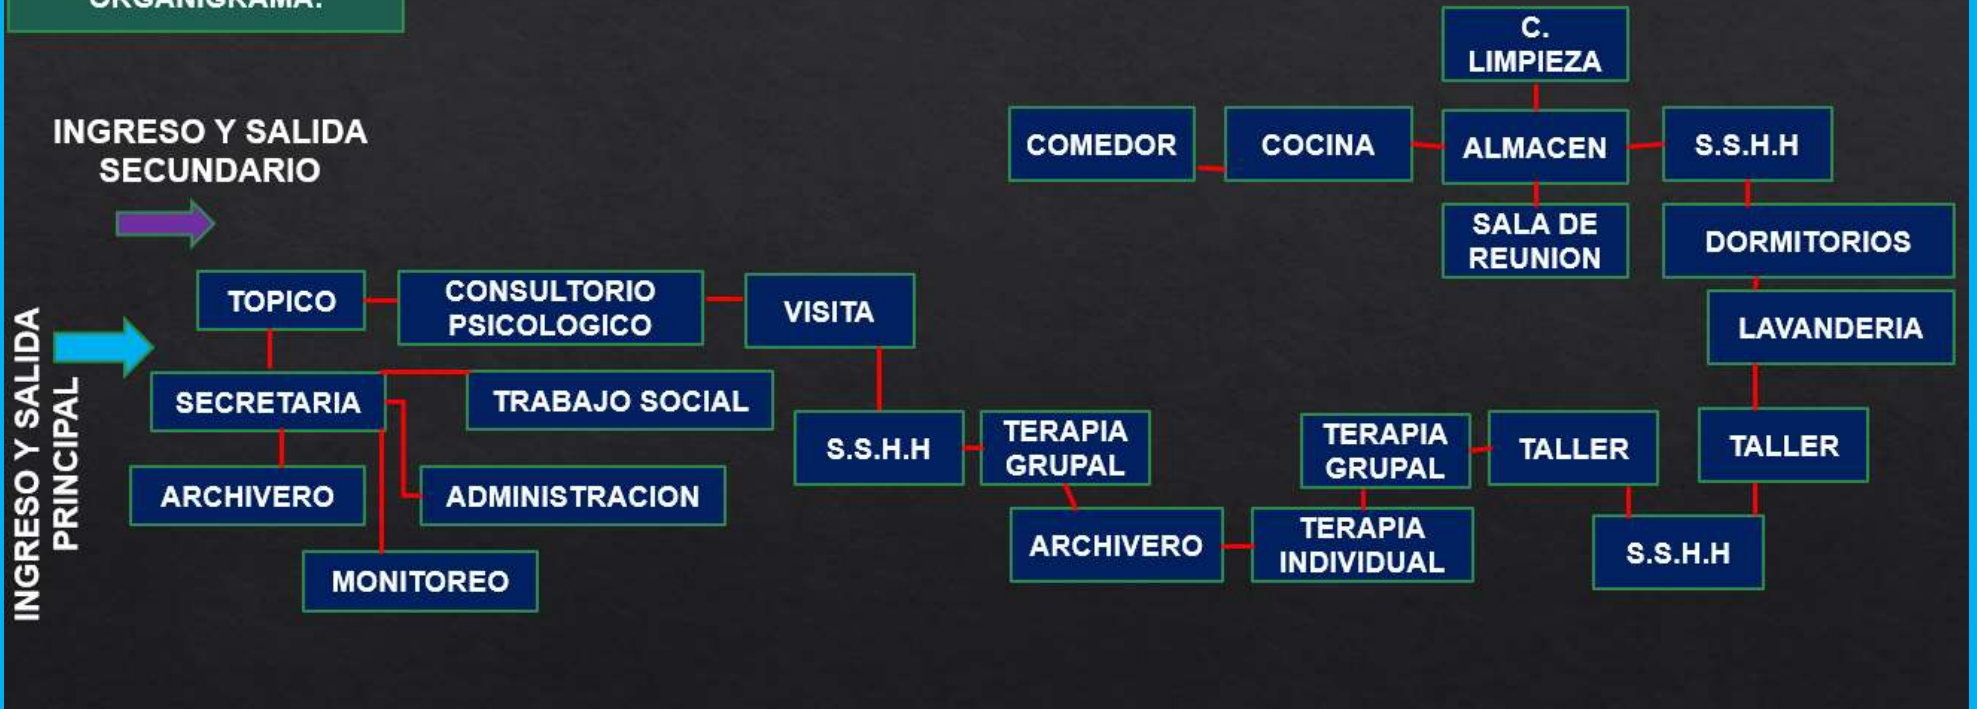 ORGANIGRAMA:
INGRESO Y SALIDA
SECUNDARIO
INGRESO Y SALIDA
PRINCIPAL
TOPICO
CONSULTORIO
PSICOLOGICO
VISITA
SECRETARIA
TRABAJO SOCIAL
ARCHIVERO
ADMINISTRACION
MONITOREO
S.S.H.H
TERAPIA
GRUPAL
ARCHIVERO
TERAPIA
INDIVIDUAL
TERAPIA
GRUPAL
TALLER
S.S.H.H
TALLER
LAVANDERIA
DORMITORIOS
S.S.H.H
ALMACEN
C.
LIMPIEZA
SALA DE
REUNION
COCINA
COMEDOR